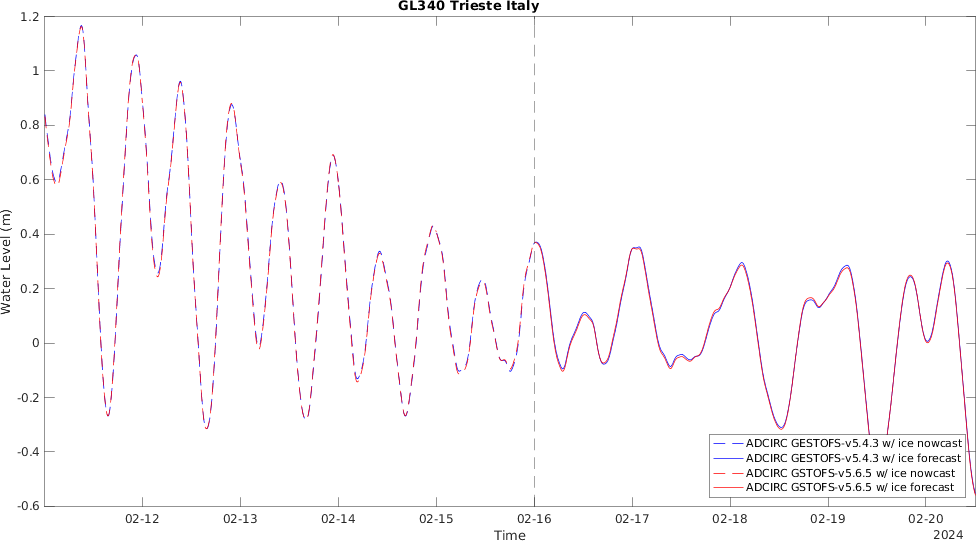 GL340 Trieste Italy
1.2
1
0.8
0.6
0.4
0.2
0
-0.2
-0.4
-0.6
Water Level (m)
ADCIRC GESTOFS-v5.4.3 w/ ice nowcast
ADCIRC GESTOFS-v5.4.3 w/ ice forecast
ADCIRC GSTOFS-v5.6.5 w/ ice nowcast
ADCIRC GSTOFS-v5.6.5 w/ ice forecast
02-12 02-13 02-14 02-15 02-16 02-17 02-18 02-19 02-20
Time
2024